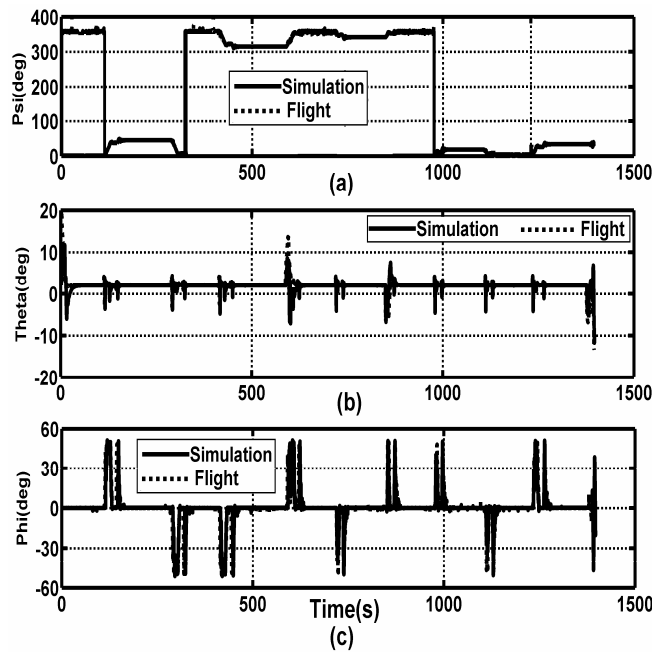 400
300
200
100
0
Psi(deg)
Simulation
Flight
0 500 1000 1500
(a)
20
10
0
-10
-20
Theta(deg)
Simulation Flight
0 500 1000 1500
(b)
60
30
0
-30
-60
Phi(deg)
Simulation
Flight
0 500 1000 1500
Time(s)
(c)